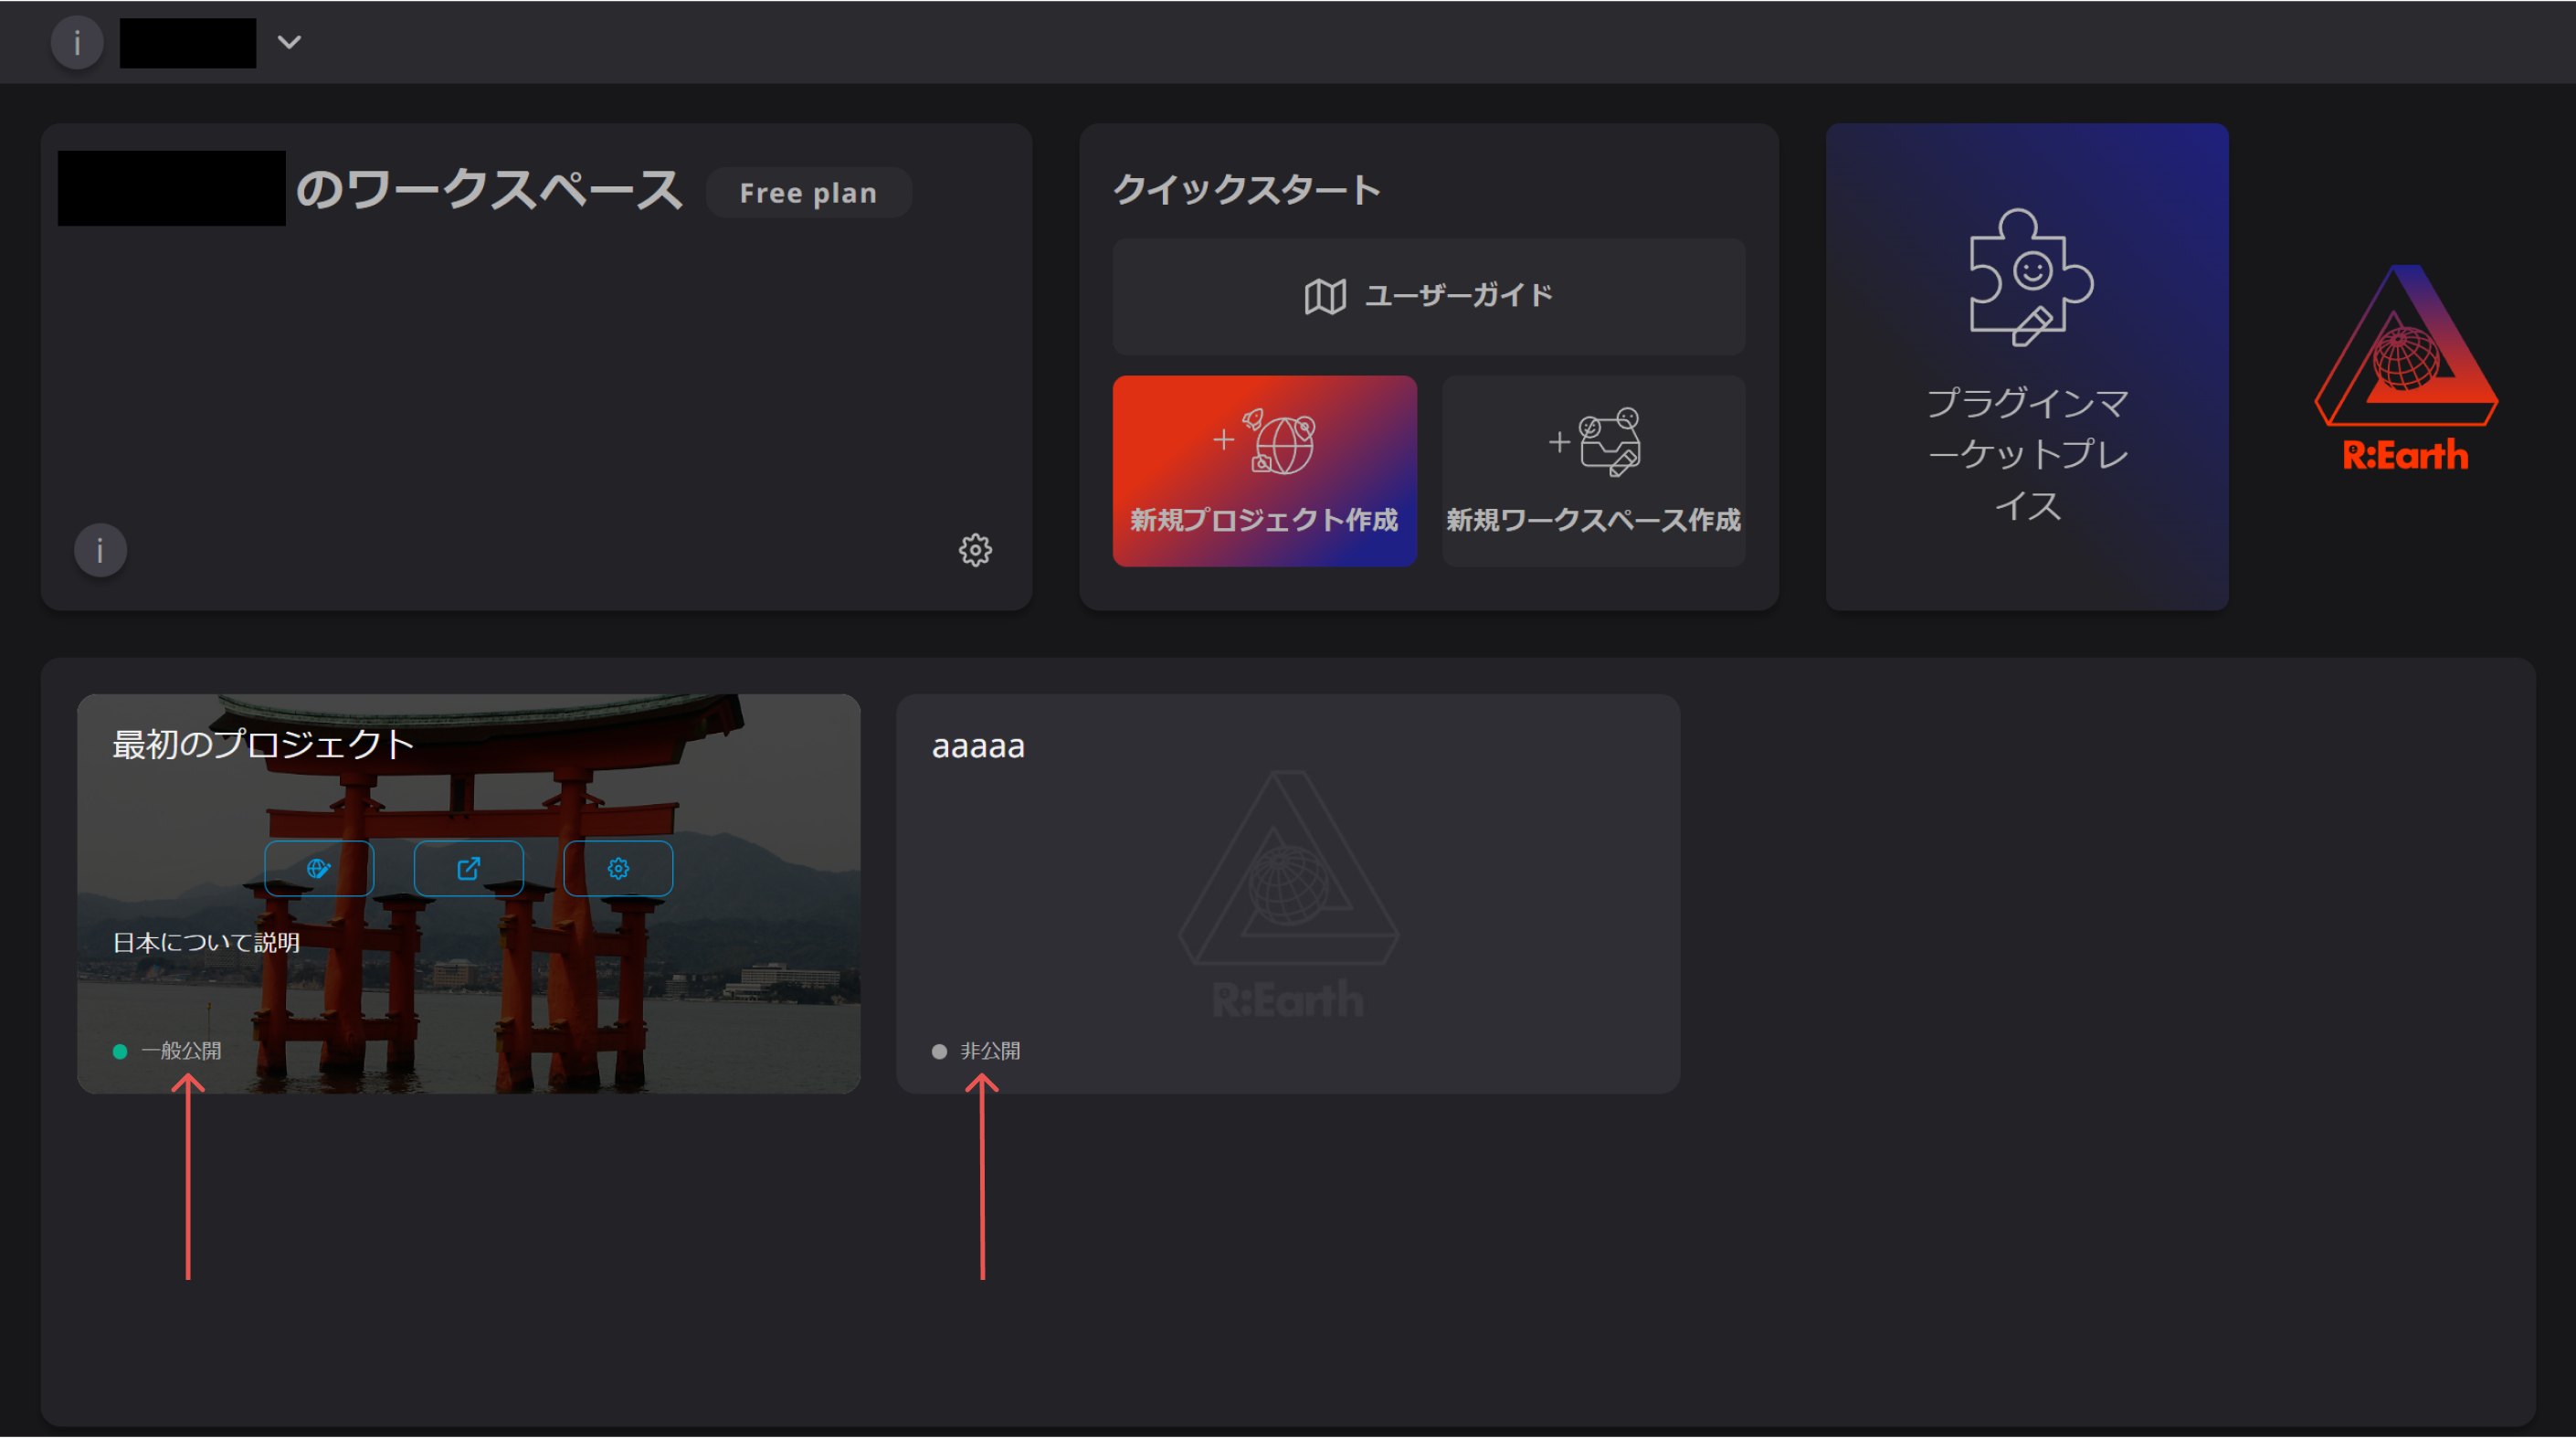 i
のワークスペース Free plan
i
クイックスタート
ユーザーガイド
新規プロジェクト作成
新規ワークスペース作成
プラグインマ
ーケットプレ
イス
R:Earth
最初のプロジェクト
日本について説明
一般公開
aaaaa
R:Earth
非公開